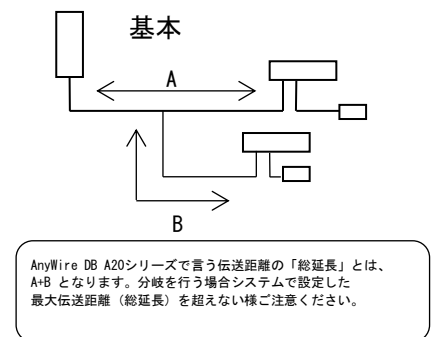 基本
A
B
AnyWire DB A20シリーズで言う伝送距離の「総延長」とは、
A+B となります。分岐を行う場合システムで設定した
最大伝送距離（総延長）を超えない様ご注意ください。